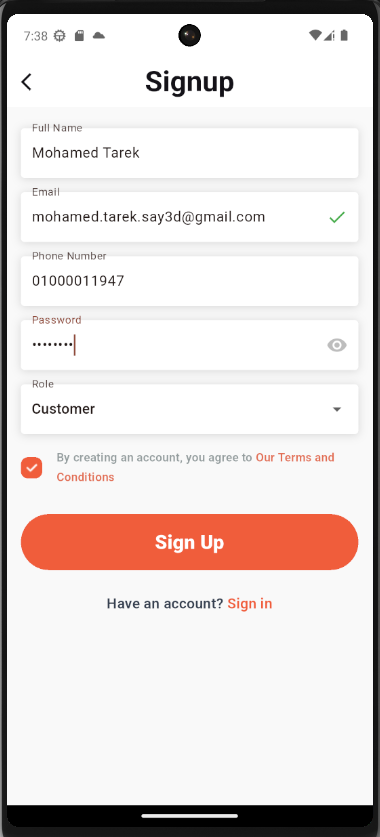 7:38
Signup
Full Name
Mohamed Tarek
Email
mohamed.tarek.say3d@gmail.com
Phone Number
01000011947
Password
••••••••
Role
Customer
By creating an account, you agree to Our Terms and
Conditions
Sign Up
Have an account? Sign in